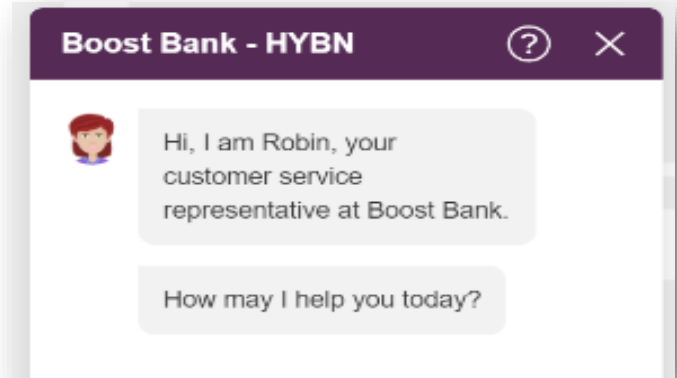 Boost Bank - HYBN
?
Hi, I am Robin, your
customer service
representative at Boost Bank.
How may I help you today?